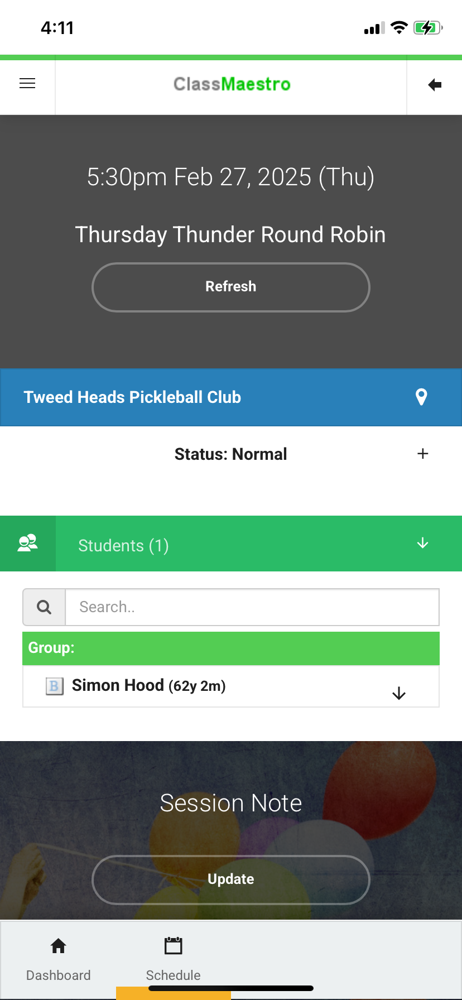 4:11
ClassMaestro
5:30pm Feb 27, 2025 (Thu)
Thursday Thunder Round Robin
Refresh
Tweed Heads Pickleball Club
Status: Normal +
Students (1)
Search..
Group:
B Simon Hood (62y 2m)
Session Note
Update
Dashboard Schedule